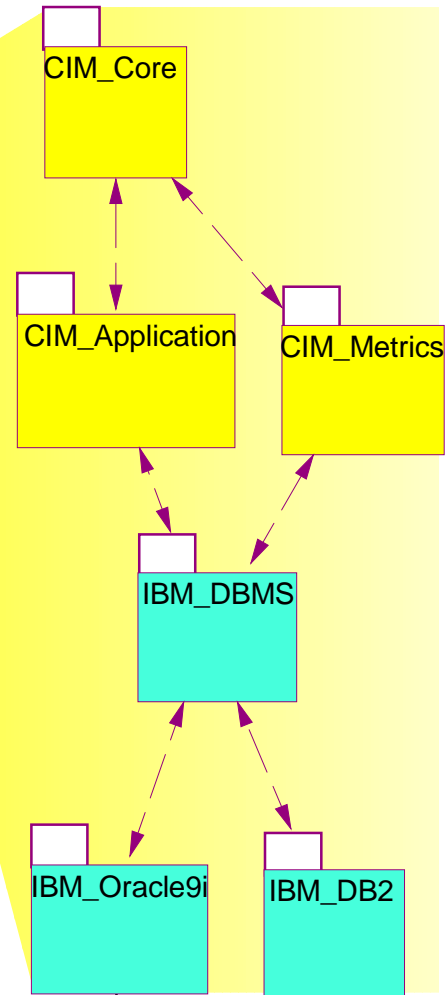 CIM_Core
CIM_Application
CIM_Metrics
IBM_DBMS
IBM_Oracle9i
IBM_DB2